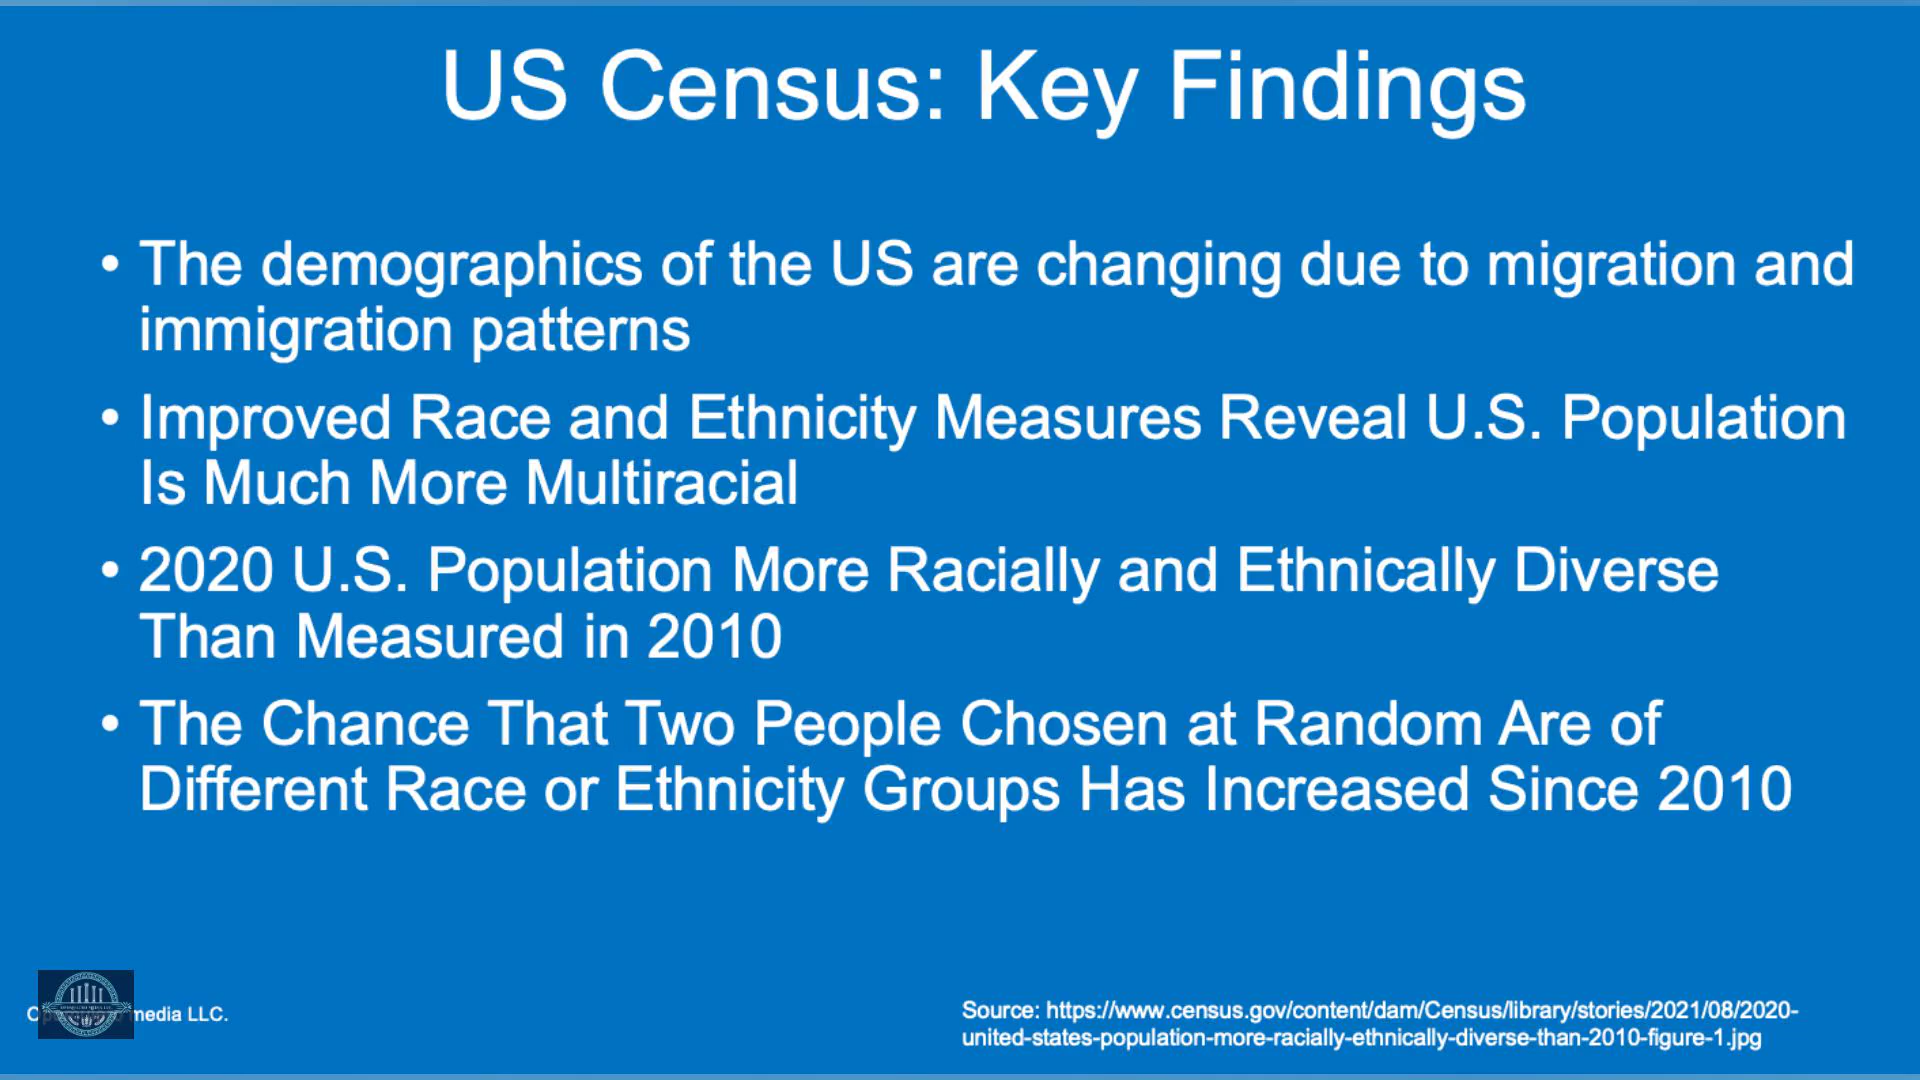 US Census: Key Findings
• The demographics of the US are changing due to migration and
immigration patterns
• Improved Race and Ethnicity Measures Reveal U.S. Population
Is Much More Multiracial
• 2020 U.S. Population More Racially and Ethnically Diverse
Than Measured in 2010
• The Chance That Two People Chosen at Random Are of
Different Race or Ethnicity Groups Has Increased Since 2010
media LLC.
Source: https://www.census.gov/content/dam/Census/library/stories/2021/08/2020-
united-states-population-more-racially-ethnically-diverse-than-2010-figure-1.jpg